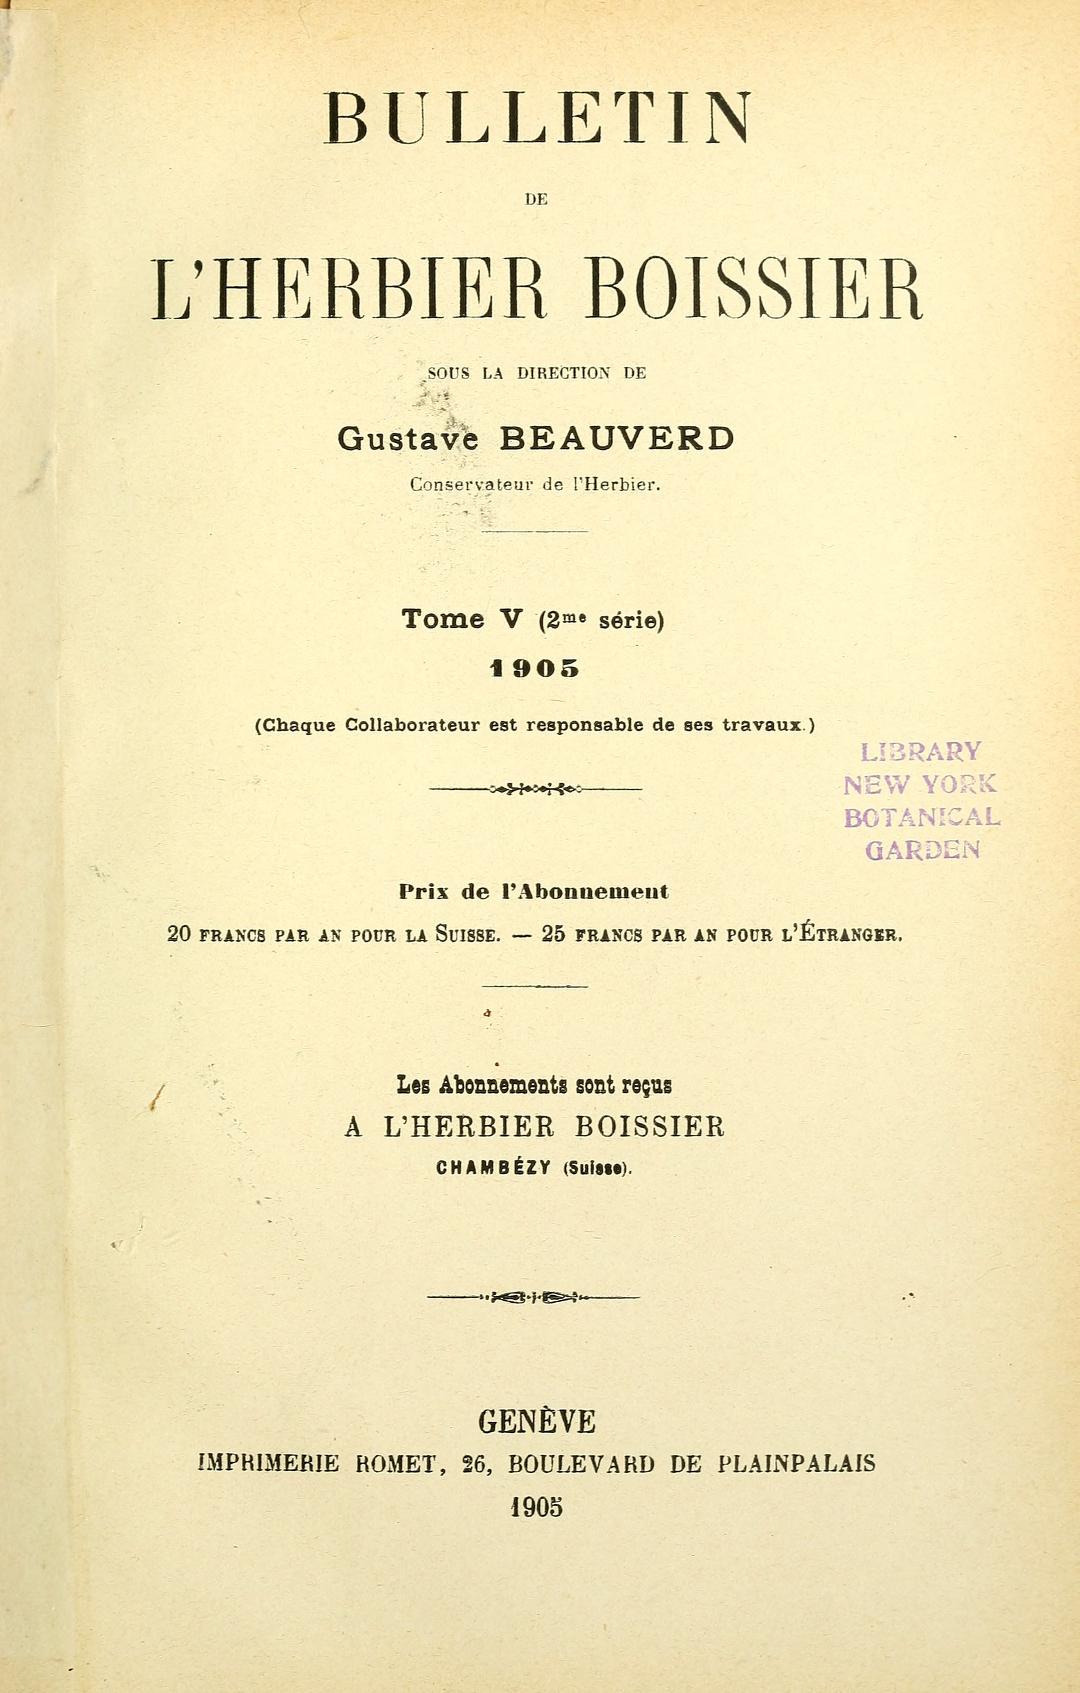 BULLETIN
DE
L'HERBIER BOISSIER
SOUS LA DIRECTION DE
Gustave BEAUVERD
Conservateur de l'Herbier.
Tome V (2me série)
1905
(Chaque Collaborateur est responsable de ses travaux.)
LIBRARY
NEW YORK
BOTANICAL
GARDEN
Prix de l'Abonnement
20 FRANCS PAR AN POUR LA SUISSE. — 25 FRANCS PAR AN POUR L'ÉTRANGER.
Les Abonnements sont reçus
A L'HERBIER BOISSIER
CHAMBÉZY (Suisse).
GENÈVE
IMPRIMERIE ROMET, 26, BOULEVARD DE PLAINPALAIS
1905